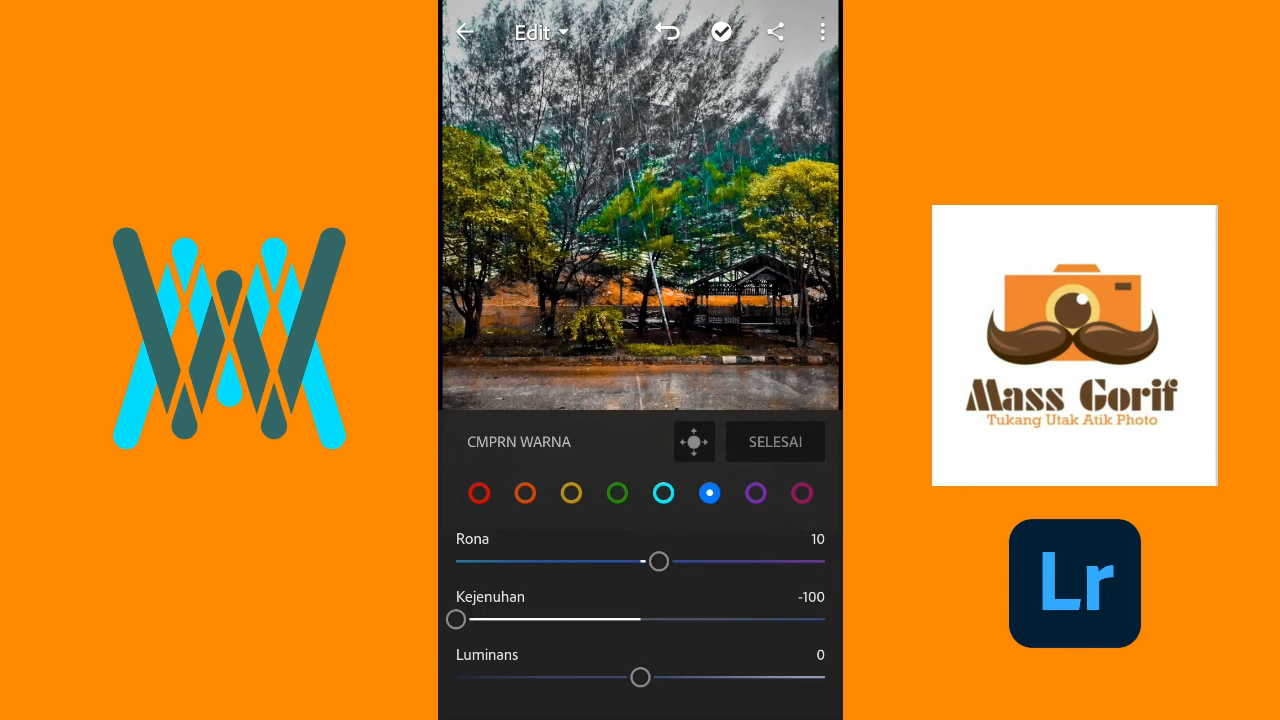 Edit
CMPRN WARNA
SELESAI
Rona
10
Kejenuhan
-100
Luminans
0
Mass Gorif
Tukang Utak Atik Photo
Lr